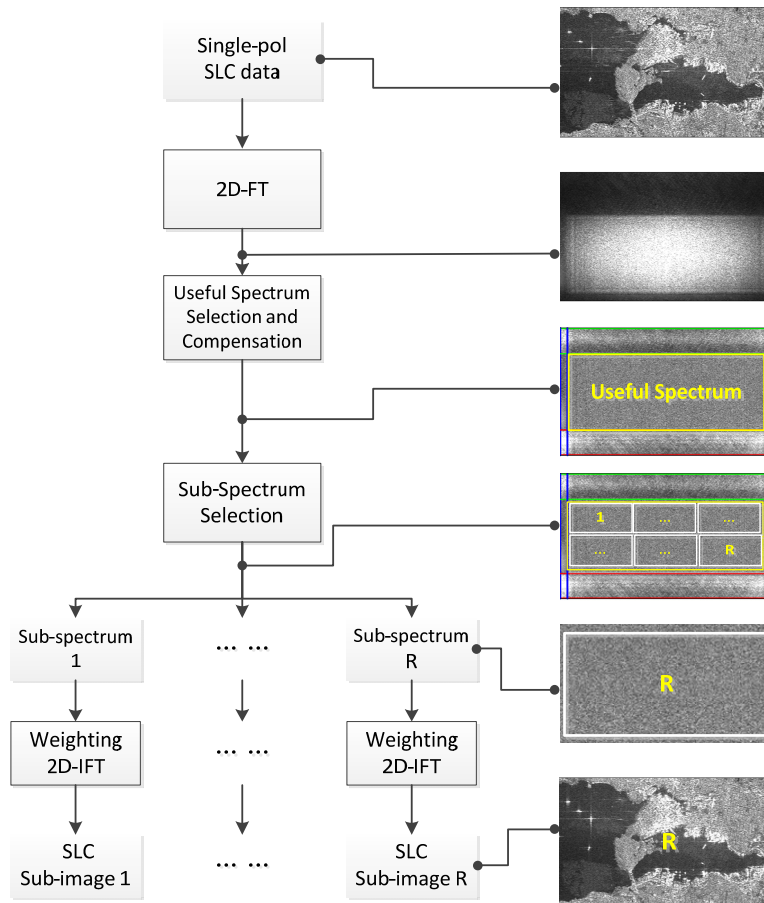 Single-pol
SLC data
2D-FT
Useful Spectrum
Selection and
Compensation
Useful Spectrum
Sub-Spectrum
Selection
1 ... ...
... ... R
Sub-spectrum
1
... ...
Sub-spectrum
R
R
Weighting
2D-IFT
... ...
Weighting
2D-IFT
SLC
Sub-image 1
... ...
SLC
Sub-image R
R